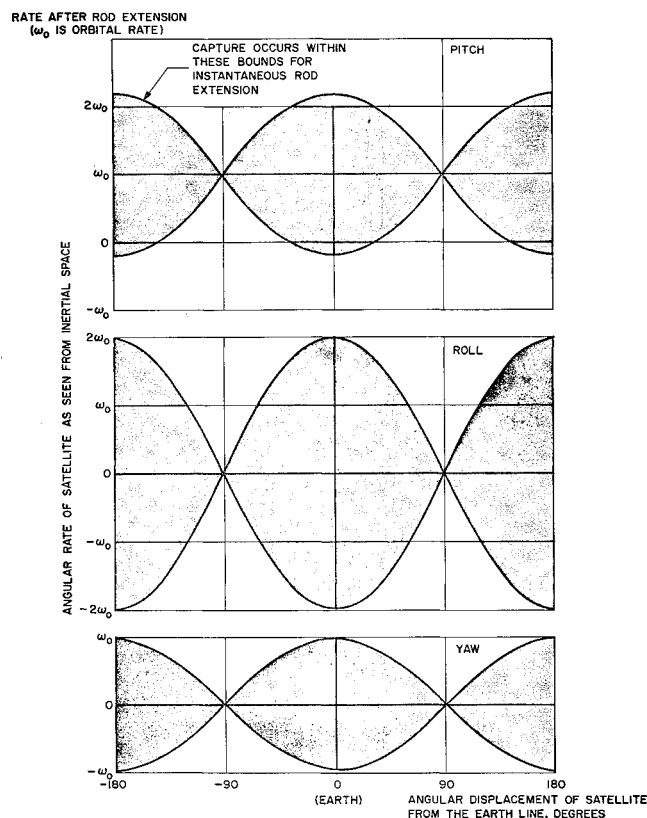 RATE AFTER ROD EXTENSION
(ω₀ IS ORBITAL RATE)
CAPTURE OCCURS WITHIN
THESE BOUNDS FOR
INSTANTANEOUS ROD
EXTENSION
PITCH
2ω₀
ω₀
0
-ω₀
ANGULAR RATE OF SATELLITE AS SEEN FROM INERTIAL SPACE
2ω₀
ROLL
ω₀
0
-ω₀
-2ω₀
ω₀
YAW
0
-ω₀
-180
-90
0
90
180
(EARTH)
ANGULAR DISPLACEMENT OF SATELLITE
FROM THE EARTH LINE, DEGREES